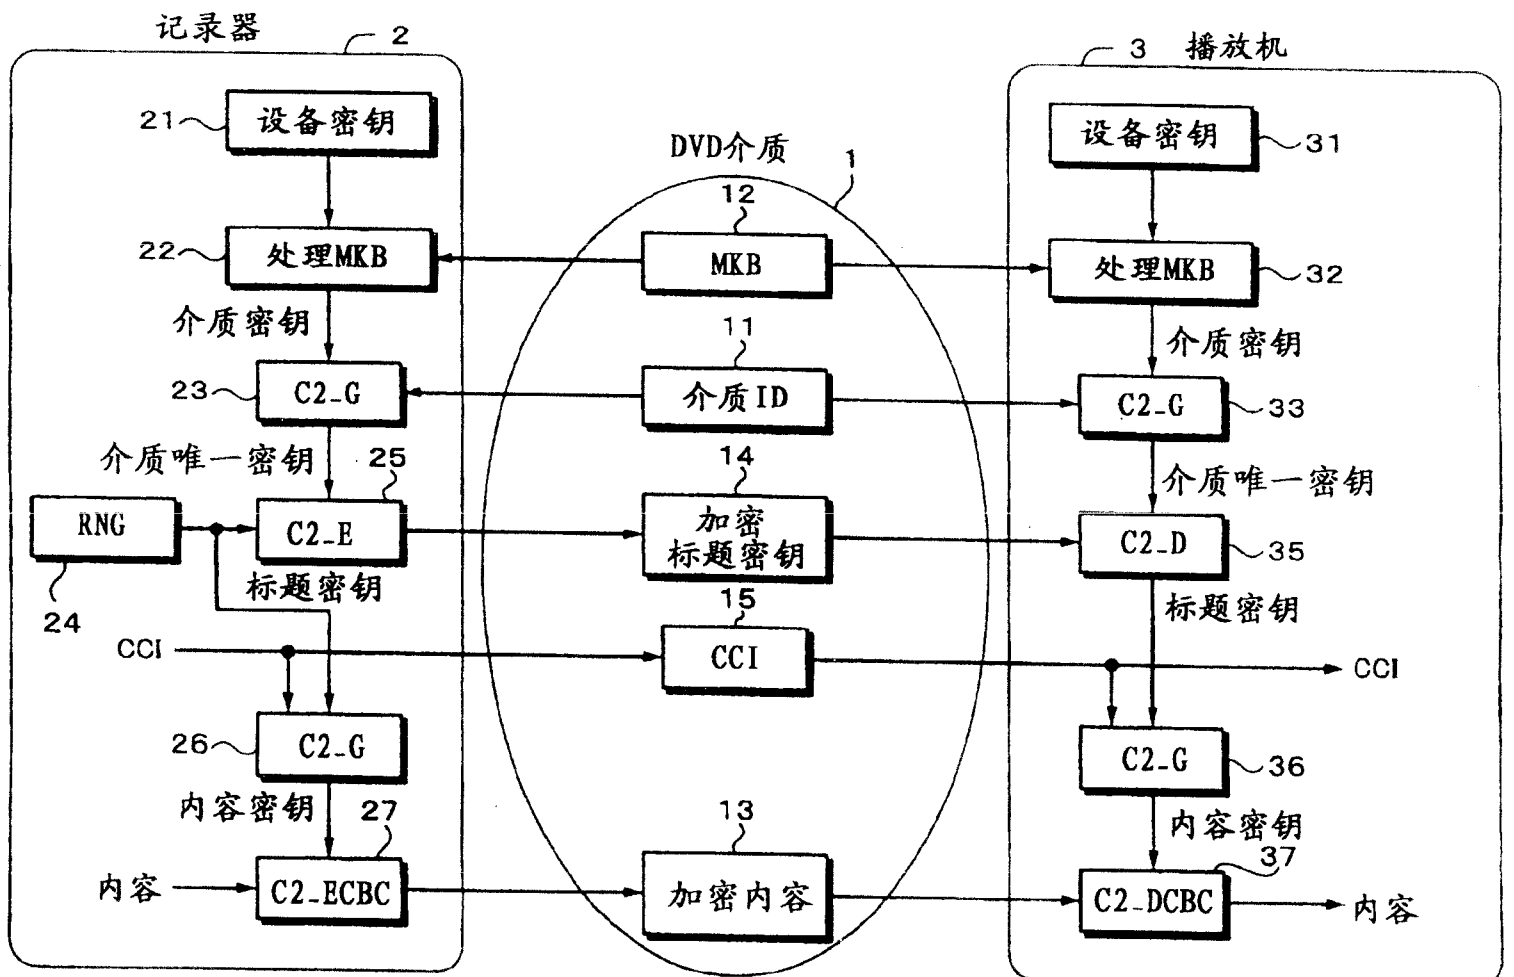 记录器
2
3
播放机
21
设备密钥
设备密钥
31
DVD介质
1
12
22
处理MKB
MKB
处理MKB
32
介质密钥
介质密钥
11
23
C2_G
介质ID
C2_G
33
介质唯一密钥
25
14
介质唯一密钥
RNG
C2_E
加密
标题密钥
C2_D
35
24
标题密钥
标题密钥
15
CCI
CCI
CCI
26
C2_G
C2_G
36
内容密钥
27
13
内容密钥
37
内容
C2_ECBC
加密内容
C2_DCBC
内容